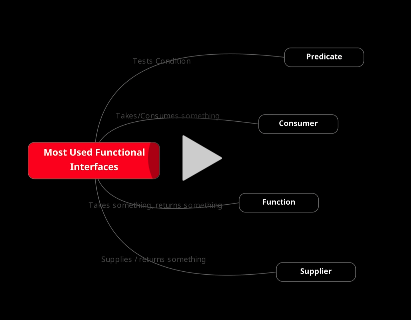 Tests Condition
Predicate
Takes/Consumes something
Consumer
Most Used Functional
Interfaces
Takes something, returns something
Function
Supplies / returns something
Supplier